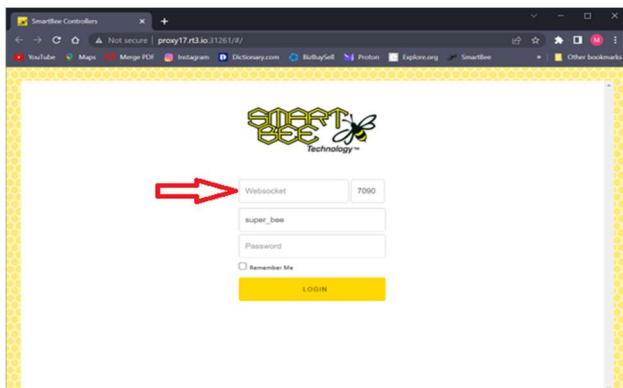 SmartBee Controllers
Not secure | proxy17.rt3.io:31261/#/
M
YouTube Maps Merge PDF Instagram D Dictionary.com BizBuySell Proton Explore.org SmartBee » Other bookmarks
SMART
BEE
Technology™
Websocket 7090
super_bee
Password
Remember Me
LOGIN